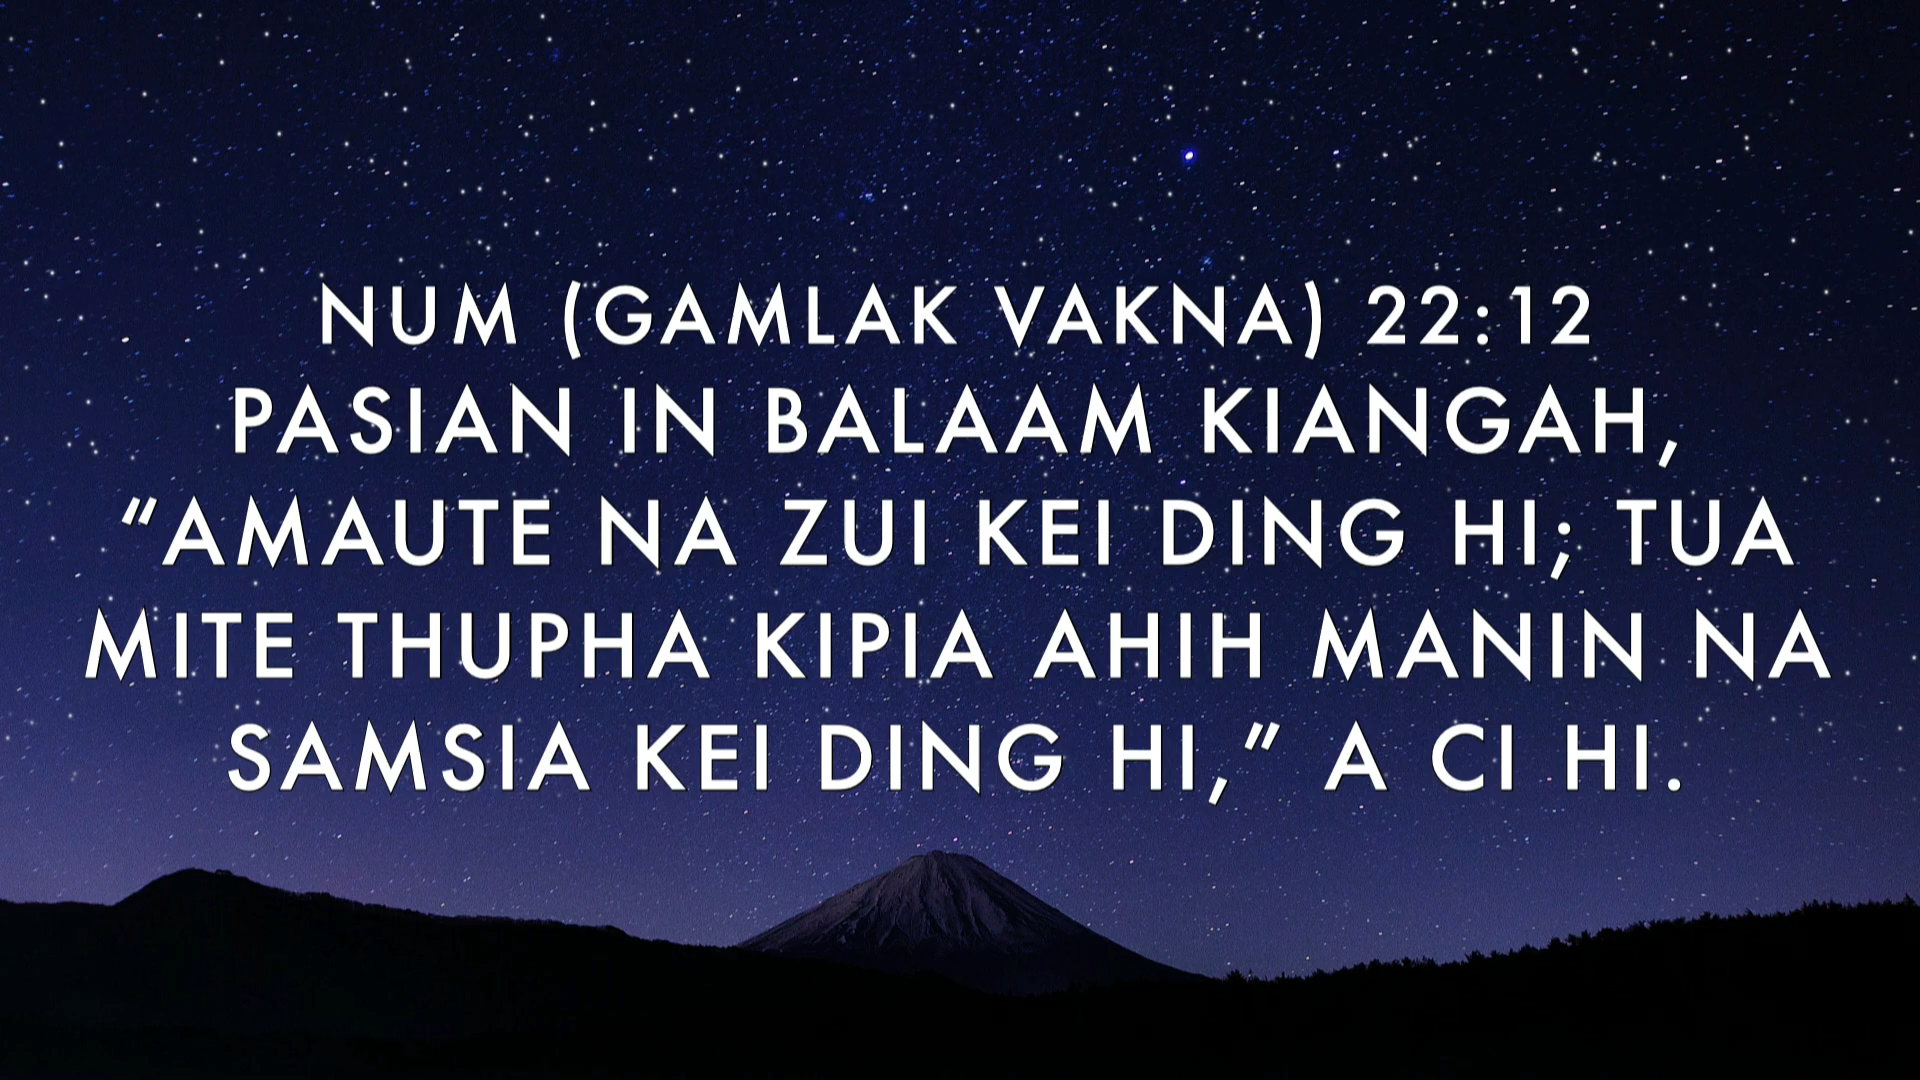 NUM (GAMLAK VAKNA) 22:12
PASIAN IN BALAAM KIANGAH,
“AMAUTE NA ZUI KEI DING HI; TUA
MITE THUPHA KIPIA AHIH MANIN NA
SAMSIA KEI DING HI,” A CI HI.